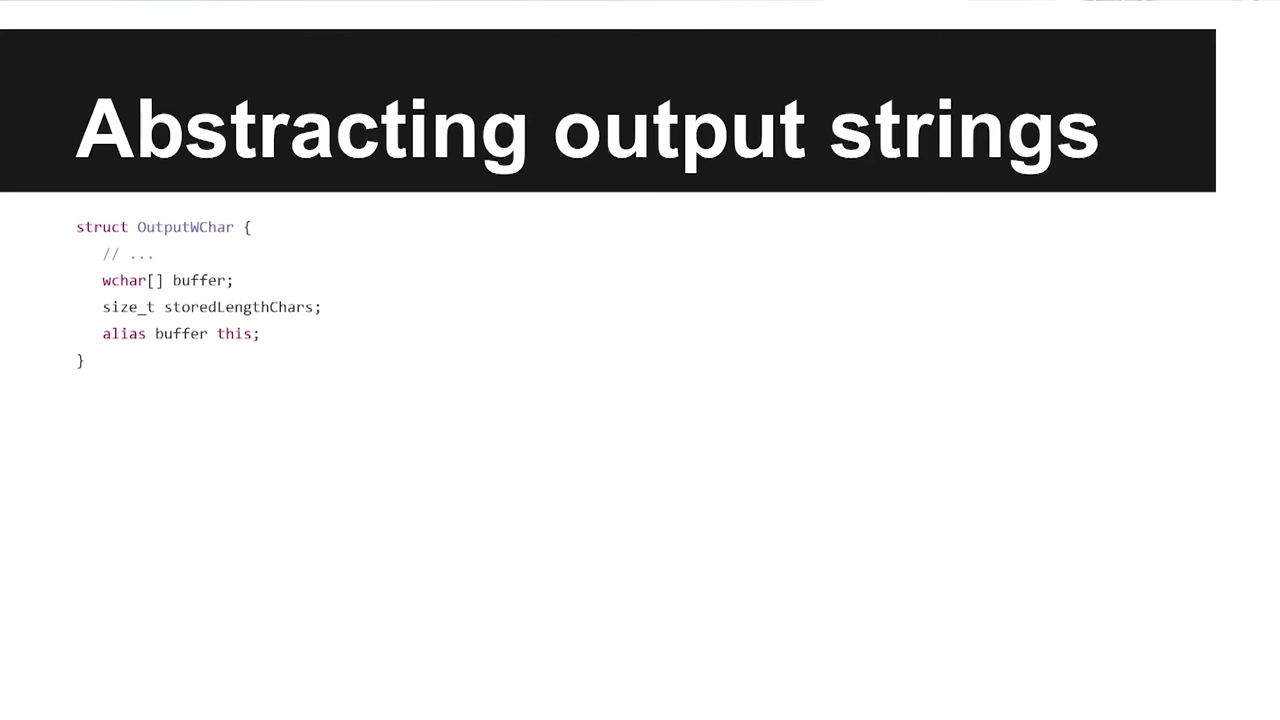 Abstracting output strings
struct OutputWChar {
// ...
wchar[] buffer;
size_t storedLengthChars;
alias buffer this;
}